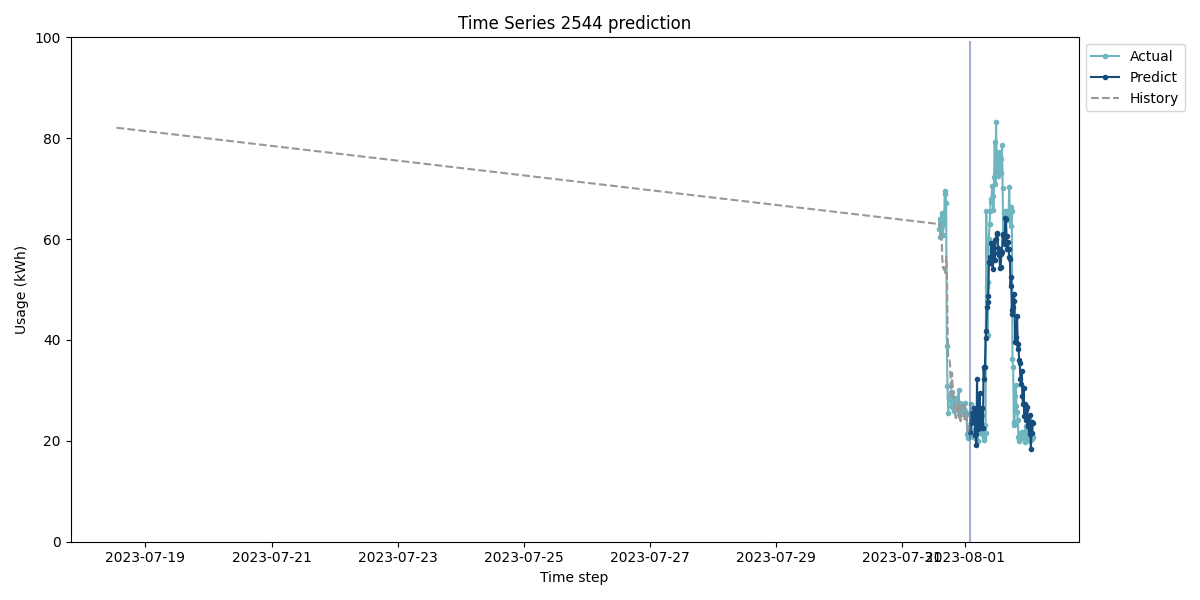 Time Series 2544 prediction
Usage (kWh)
100
80
60
40
20
0
2023-07-19
2023-07-21
2023-07-23
2023-07-25
2023-07-27
2023-07-29
2023-07-31
2023-08-01
Time step
Actual
Predict
History